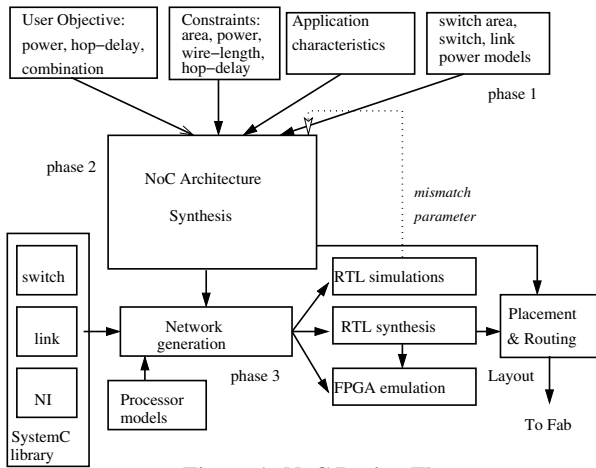 User Objective:
power, hop-delay,
combination
Constraints:
area, power,
wire-length,
hop-delay
Application
characteristics
switch area,
switch, link
power models
phase 1
phase 2
NoC Architecture
Synthesis
mismatch
parameter
switch
link
NI
SystemC
library
Network
generation
phase 3
Processor
models
RTL simulations
RTL synthesis
FPGA emulation
Placement
& Routing
Layout
To Fab